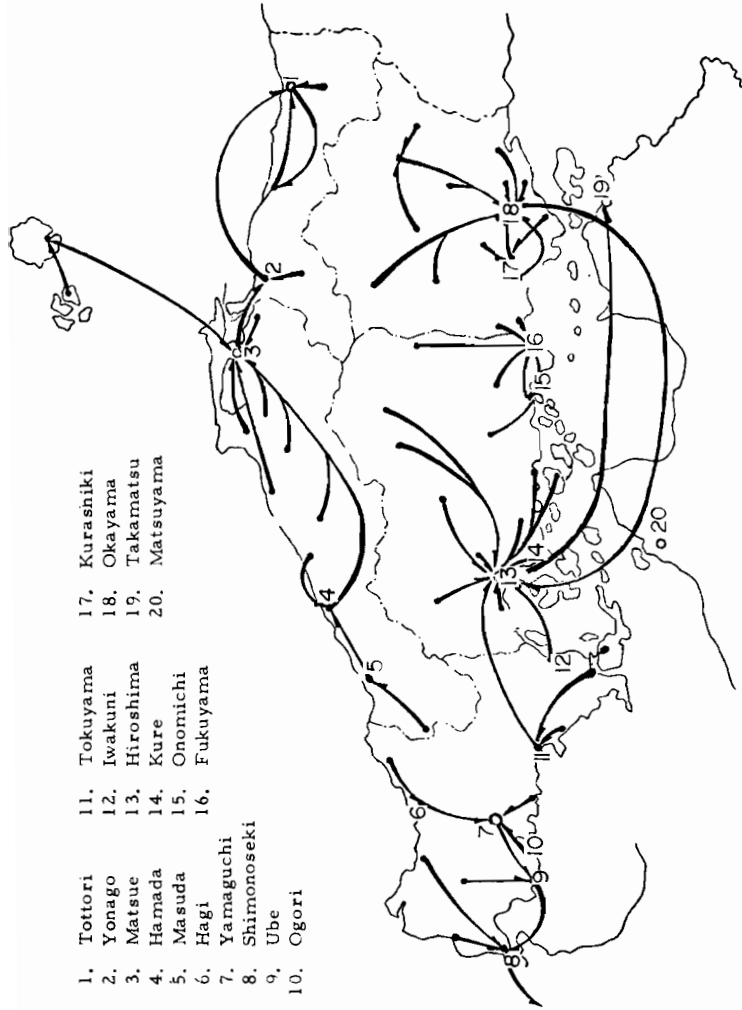 1. Tottori
2. Yonago
3. Matsue
4. Hamada
5. Masuda
6. Hagi
7. Yamaguchi
8. Shimonoseki
9. Ube
10. Ogori
11. Tokuyama
12. Iwakuni
13. Hiroshima
14. Kure
15. Onomichi
16. Fukuyama
17. Kurashiki
18. Okayama
19. Takamatsu
20. Matsuyama
1
2
3
4
5
6
7
8
9
10
11
12
13
14
15
16
17
18
19
20